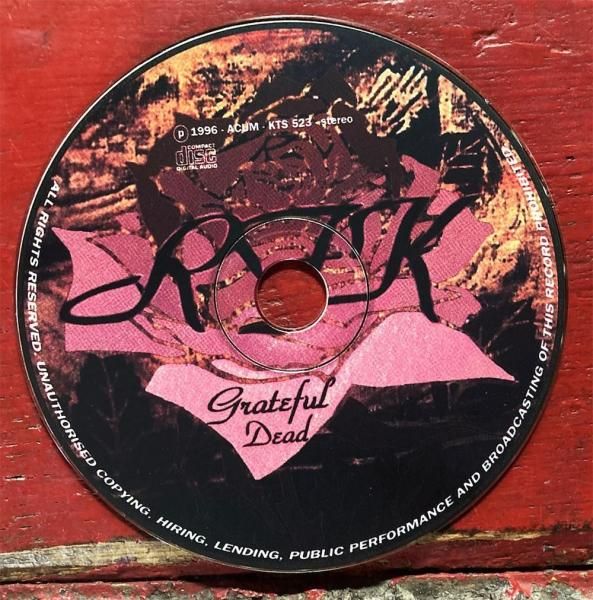 ℗ 1996 · ACUM · KTS 523 · stereo
COMPACT
disc
DIGITAL AUDIO
Grateful
Dead
ALL RIGHTS RESERVED. UNAUTHORISED COPYING, HIRING, LENDING, PUBLIC PERFORMANCE AND BROADCASTING OF THIS RECORD PROHIBITED